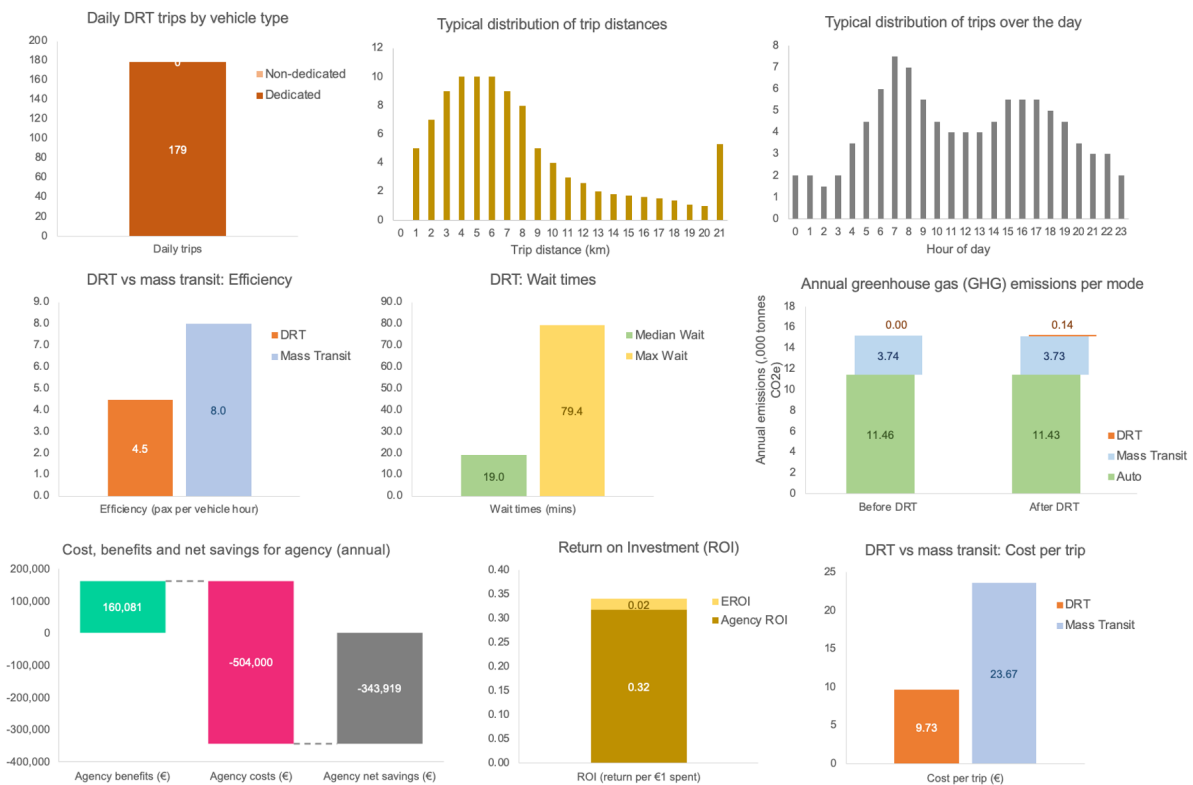 Daily DRT trips by vehicle type
200
180
160
140
120
100
80
60
40
20
0
0
179
Non-dedicated
Dedicated
Daily trips
Typical distribution of trip distances
12
10
8
6
4
2
0
0 1 2 3 4 5 6 7 8 9 10 11 12 13 14 15 16 17 18 19 20 21
Trip distance (km)
Typical distribution of trips over the day
8
7
6
5
4
3
2
1
0
0 1 2 3 4 5 6 7 8 9 10 11 12 13 14 15 16 17 18 19 20 21 22 23
Hour of day
DRT vs mass transit: Efficiency
9.0
8.0
7.0
6.0
5.0
4.0
3.0
2.0
1.0
0.0
4.5
8.0
DRT
Mass Transit
Efficiency (pax per vehicle hour)
DRT: Wait times
90.0
80.0
70.0
60.0
50.0
40.0
30.0
20.0
10.0
0.0
19.0
79.4
Median Wait
Max Wait
Wait times (mins)
Annual greenhouse gas (GHG) emissions per mode
Annual emissions (,000 tonnes
CO2e)
18
16
14
12
10
8
6
4
2
0
0.00
3.74
11.46
0.14
3.73
11.43
DRT
Mass Transit
Auto
Before DRT
After DRT
Cost, benefits and net savings for agency (annual)
200,000
100,000
0
-100,000
-200,000
-300,000
-400,000
160,081
-504,000
-343,919
Agency benefits (€)
Agency costs (€)
Agency net savings (€)
Return on Investment (ROI)
0.40
0.35
0.30
0.25
0.20
0.15
0.10
0.05
0.00
0.02
0.32
EROI
Agency ROI
ROI (return per €1 spent)
DRT vs mass transit: Cost per trip
25
20
15
10
5
0
9.73
23.67
DRT
Mass Transit
Cost per trip (€)